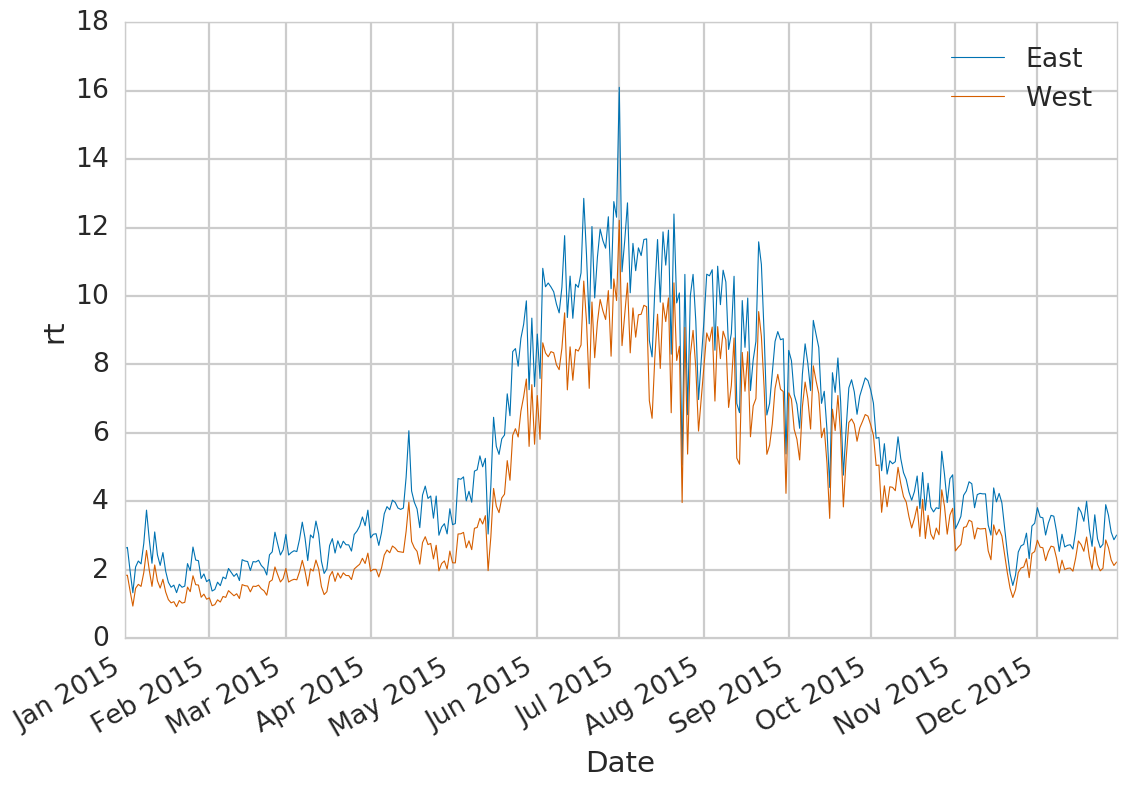 18
16
14
12
10
8
6
4
2
0
rt
East
West
Jan 2015
Feb 2015
Mar 2015
Apr 2015
May 2015
Jun 2015
Jul 2015
Aug 2015
Sep 2015
Oct 2015
Nov 2015
Dec 2015
Date